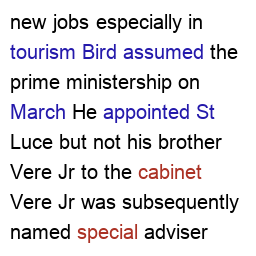 new jobs especially in
tourism Bird assumed the
prime ministership on
March He appointed St
Luce but not his brother
Vere Jr to the cabinet
Vere Jr was subsequently
named special adviser